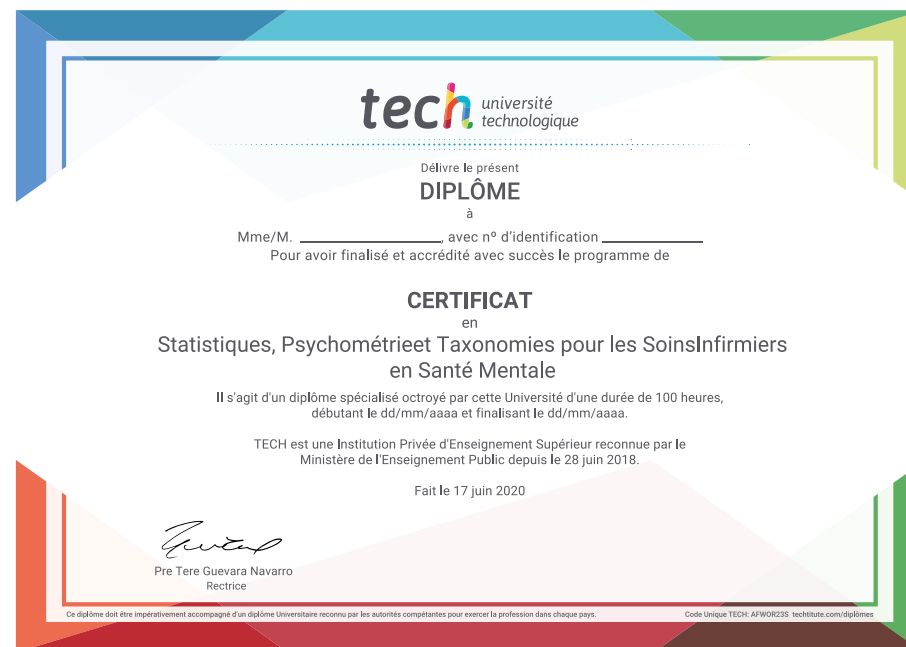 tech université
technologique
Délivre le présent
DIPLÔME
à
Mme/M. ____________________, avec nº d'identification ______________
Pour avoir finalisé et accrédité avec succès le programme de
CERTIFICAT
en
Statistiques, Psychométrieet Taxonomies pour les SoinsInfirmiers
en Santé Mentale
Il s'agit d'un diplôme spécialisé octroyé par cette Université d'une durée de 100 heures,
débutant le dd/mm/aaaa et finalisant le dd/mm/aaaa.
TECH est une Institution Privée d'Enseignement Supérieur reconnue par le
Ministère de l'Enseignement Public depuis le 28 juin 2018.
Fait le 17 juin 2020
Pre Tere Guevara Navarro
Rectrice
Ce diplôme doit être impérativement accompagné d'un diplôme Universitaire reconnu par les autorités compétantes pour exercer la profession dans chaque pays.
Code Unique TECH: AFWOR23S techtitute.com/diplômes